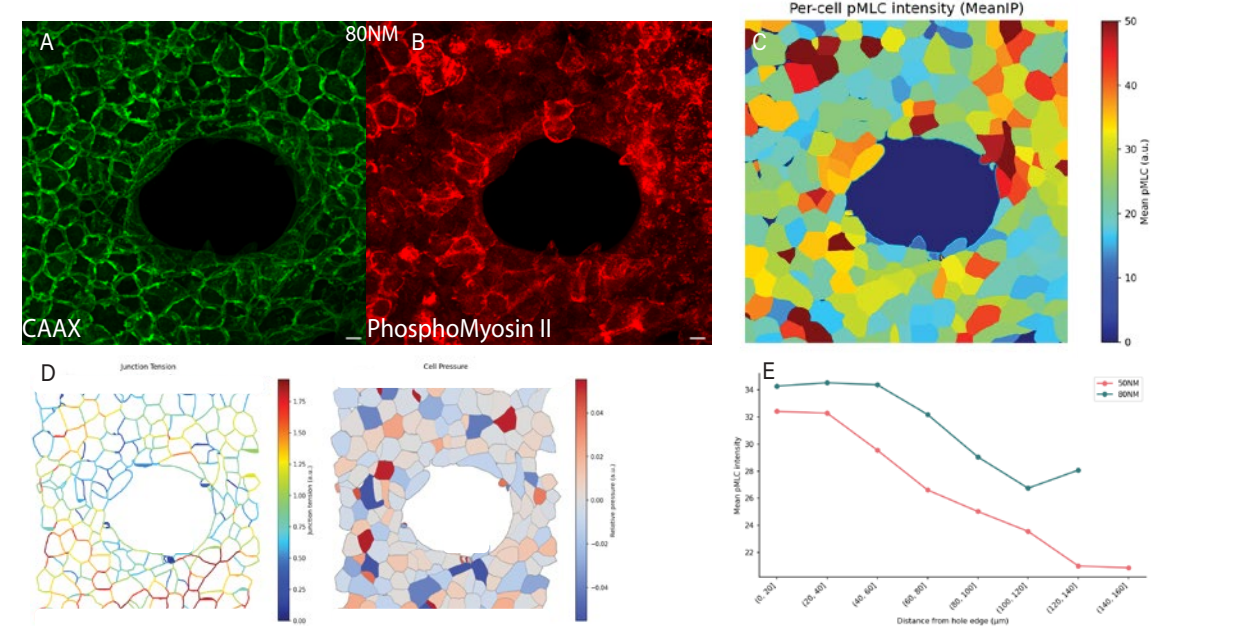 Per-cell pMLC intensity (MeanIP)
A
80NM
B
C
CAAX
PhosphoMyosin II
50
40
30
20
10
0
Mean pMLC (a.u.)
D
Junction Tension
1.75
1.50
1.25
1.00
0.75
0.50
0.25
0.00
Junction tension (a.u.)
Cell Pressure
0.04
0.02
0.00
−0.02
−0.04
Relative pressure (a.u.)
E
50NM
80NM
34
32
30
28
26
24
22
Mean pMLC intensity
(0, 20]
(20, 40]
(40, 60]
(60, 80]
(80, 100]
(100, 120]
(120, 140]
(140, 160]
Distance from hole edge (µm)